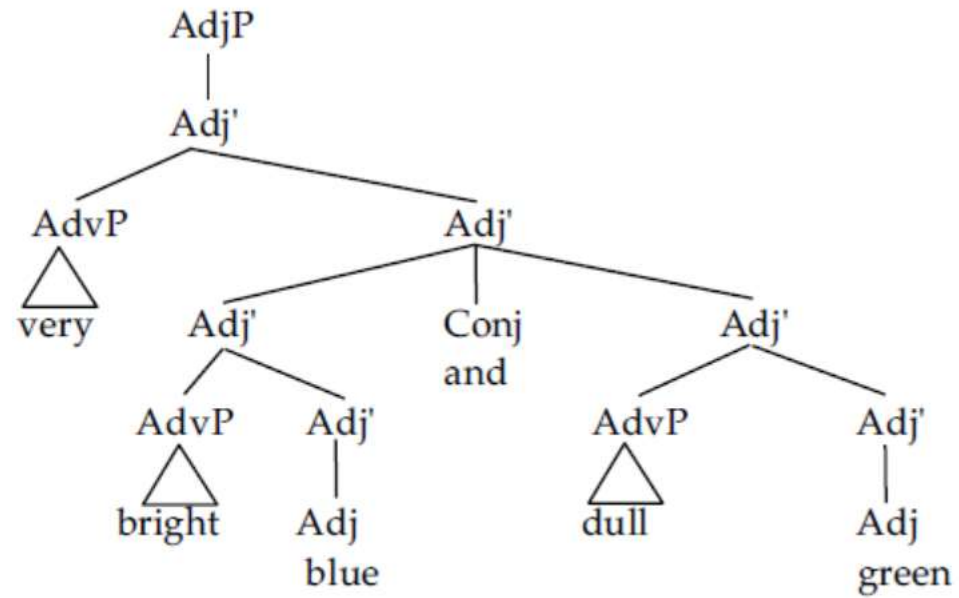 AdjP
Adj'
AdvP Adj'
very Adj' Conj Adj'
and
AdvP Adj' AdvP Adj'
bright Adj dull Adj
blue green